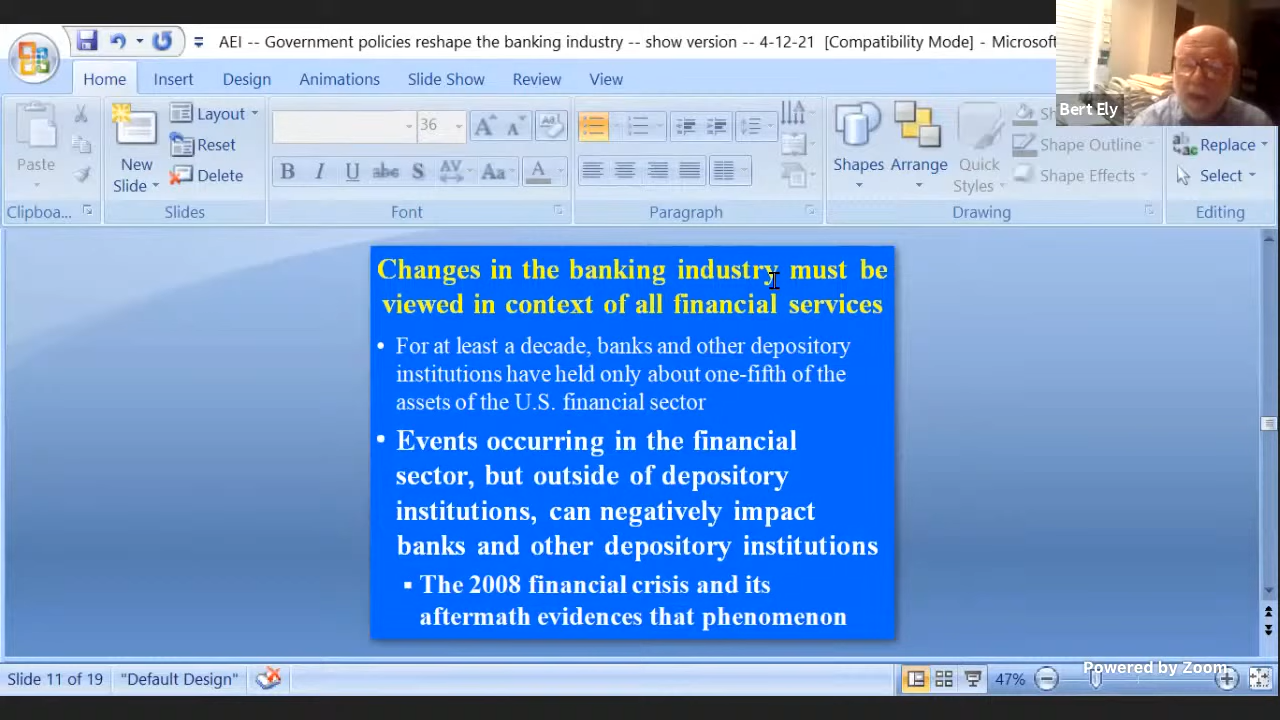 AEI -- Government policies reshape the banking industry -- show version -- 4-12-21 [Compatibility Mode] - Microsoft
Home Insert Design Animations Slide Show Review View
Bert Ely
Paste
New Slide
Layout
Reset
Delete
36
B I U abc S AV Aa A
Shapes
Arrange
Quick Styles
Shape Outline
Shape Effects
Replace
Select
Clipboa... Slides Font Paragraph Drawing Editing
Changes in the banking industry must be
viewed in context of all financial services
• For at least a decade, banks and other depository
institutions have held only about one-fifth of the
assets of the U.S. financial sector
• Events occurring in the financial
sector, but outside of depository
institutions, can negatively impact
banks and other depository institutions
▪ The 2008 financial crisis and its
aftermath evidences that phenomenon
Powered by Zoom
Slide 11 of 19 "Default Design" 47%